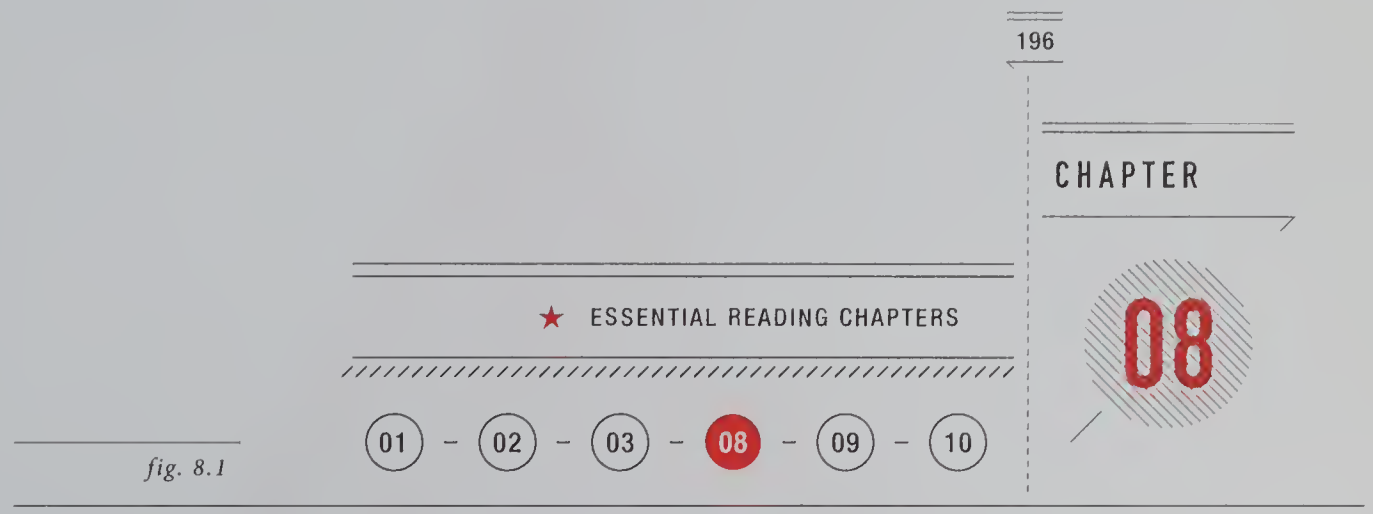 196
CHAPTER
08
★ ESSENTIAL READING CHAPTERS
01 - 02 - 03 - 08 - 09 - 10
fig. 8.1